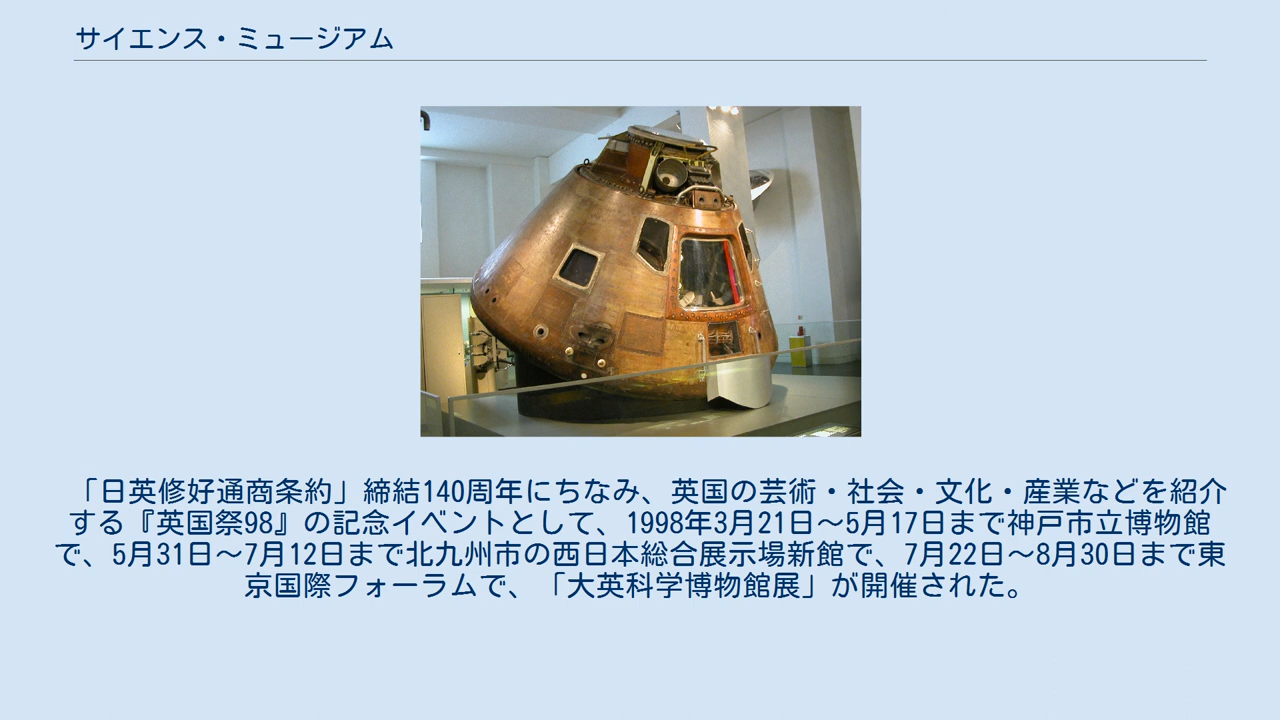 サイエンス・ミュージアム
「日英修好通商条約」締結140周年にちなみ、英国の芸術・社会・文化・産業などを紹介
する『英国祭98』の記念イベントとして、1998年3月21日～5月17日まで神戸市立博物館
で、5月31日～7月12日まで北九州市の西日本総合展示場新館で、7月22日～8月30日まで東
京国際フォーラムで、「大英科学博物館展」が開催された。